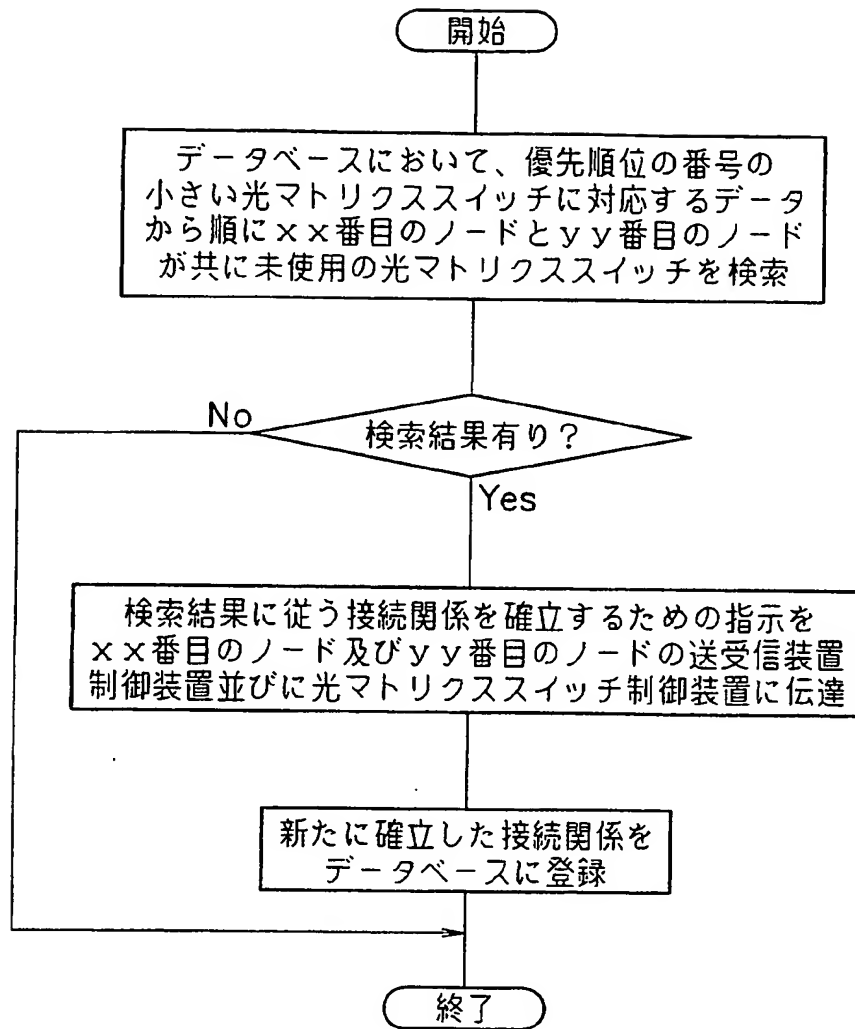 開始
データベースにおいて、優先順位の番号の
小さい光マトリクススイッチに対応するデータ
から順にxx番目のノードとyy番目のノード
が共に未使用の光マトリクススイッチを検索
No
検索結果有り?
Yes
検索結果に従う接続関係を確立するための指示を
xx番目のノード及びyy番目のノードの送受信装置
制御装置並びに光マトリクススイッチ制御装置に伝達
新たに確立した接続関係を
データベースに登録
終了